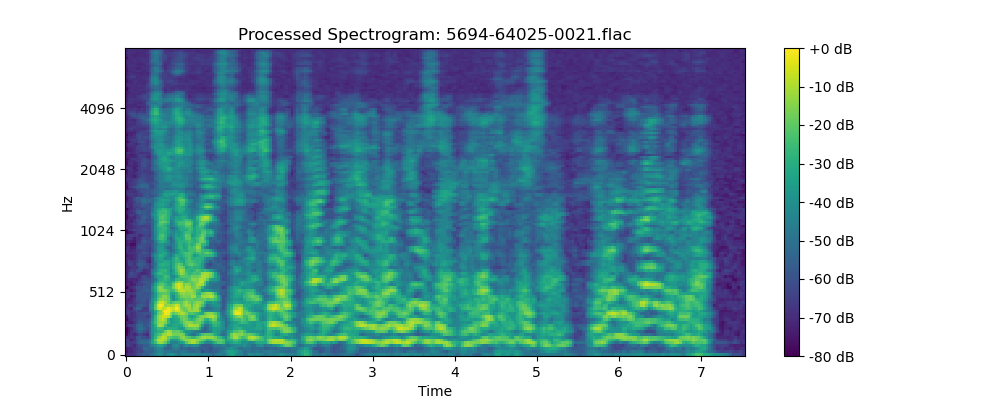 Processed Spectrogram: 5694-64025-0021.flac
Hz
4096
2048
1024
512
0
0 1 2 3 4 5 6 7
Time
+0 dB
-10 dB
-20 dB
-30 dB
-40 dB
-50 dB
-60 dB
-70 dB
-80 dB